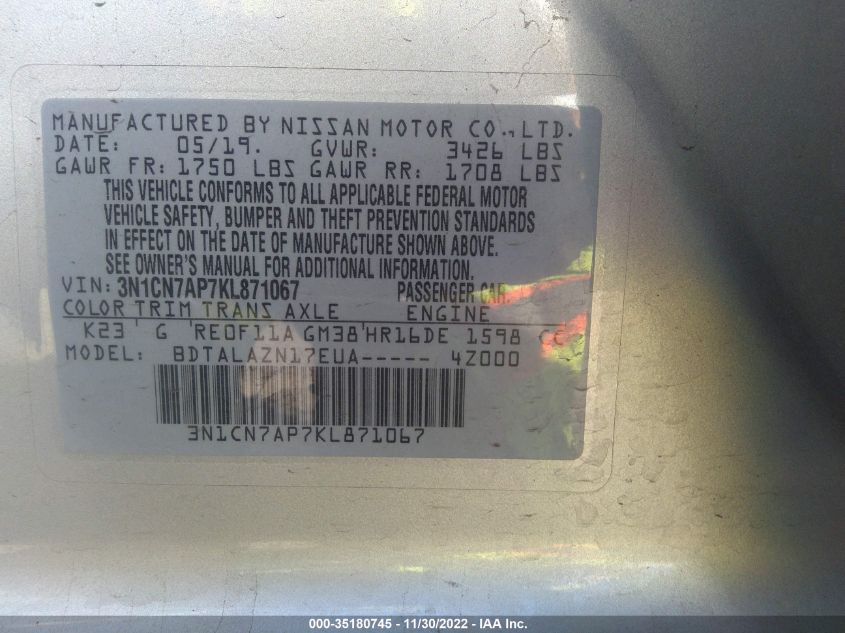 MANUFACTURED BY NISSAN MOTOR CO., LTD.
DATE: 05/19. GVWR: 3426 LBS
GAWR FR: 1750 LBS GAWR RR: 1708 LBS
THIS VEHICLE CONFORMS TO ALL APPLICABLE FEDERAL MOTOR
VEHICLE SAFETY, BUMPER AND THEFT PREVENTION STANDARDS
IN EFFECT ON THE DATE OF MANUFACTURE SHOWN ABOVE.
SEE OWNER'S MANUAL FOR ADDITIONAL INFORMATION.
VIN: 3N1CN7AP7KL871067 PASSENGER CAR.
COLOR TRIM TRANS AXLE ENGINE
K23 G RE0F11A GM38 HR16DE 1598 CC
MODEL: BDTALAZN17EUA----- 4Z000
3N1CN7AP7KL871067
000-35180745 - 11/30/2022 - IAA Inc.